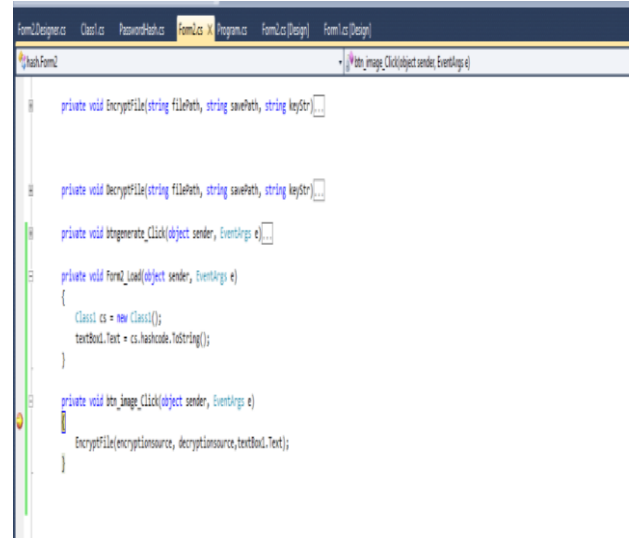 Form2.Designer.cs Class1.cs PasswordHash.cs Form2.cs X Program.cs Form2.cs [Design] Form1.cs [Design]
hash.Form2 btn_image_Click(object sender, EventArgs e)
private void EncryptFile(string filePath, string savePath, string keyStr)...
private void DecryptFile(string filePath, string savePath, string keyStr)...
private void btngenerate_Click(object sender, EventArgs e)...
private void Form2_Load(object sender, EventArgs e)
{
Class1 cs = new Class1();
textBox1.Text = cs.hashcode.ToString();
}
private void btn_image_Click(object sender, EventArgs e)
{
EncryptFile(encryptionsource, decryptionsource,textBox1.Text);
}